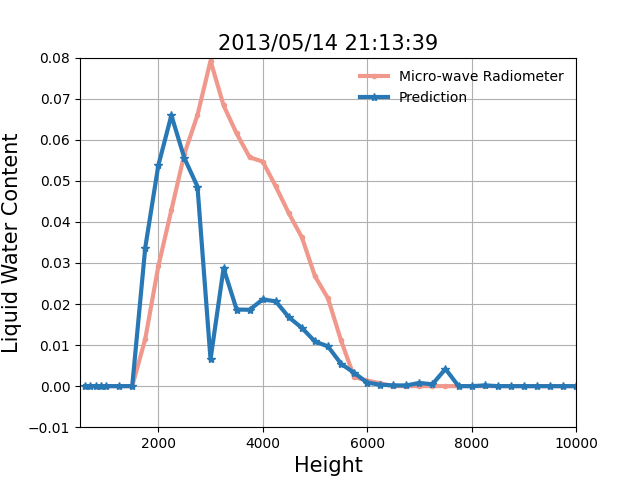 2013/05/14 21:13:39
Micro-wave Radiometer
Prediction
Liquid Water Content
0.08
0.07
0.06
0.05
0.04
0.03
0.02
0.01
0.00
−0.01
2000 4000 6000 8000 10000
Height